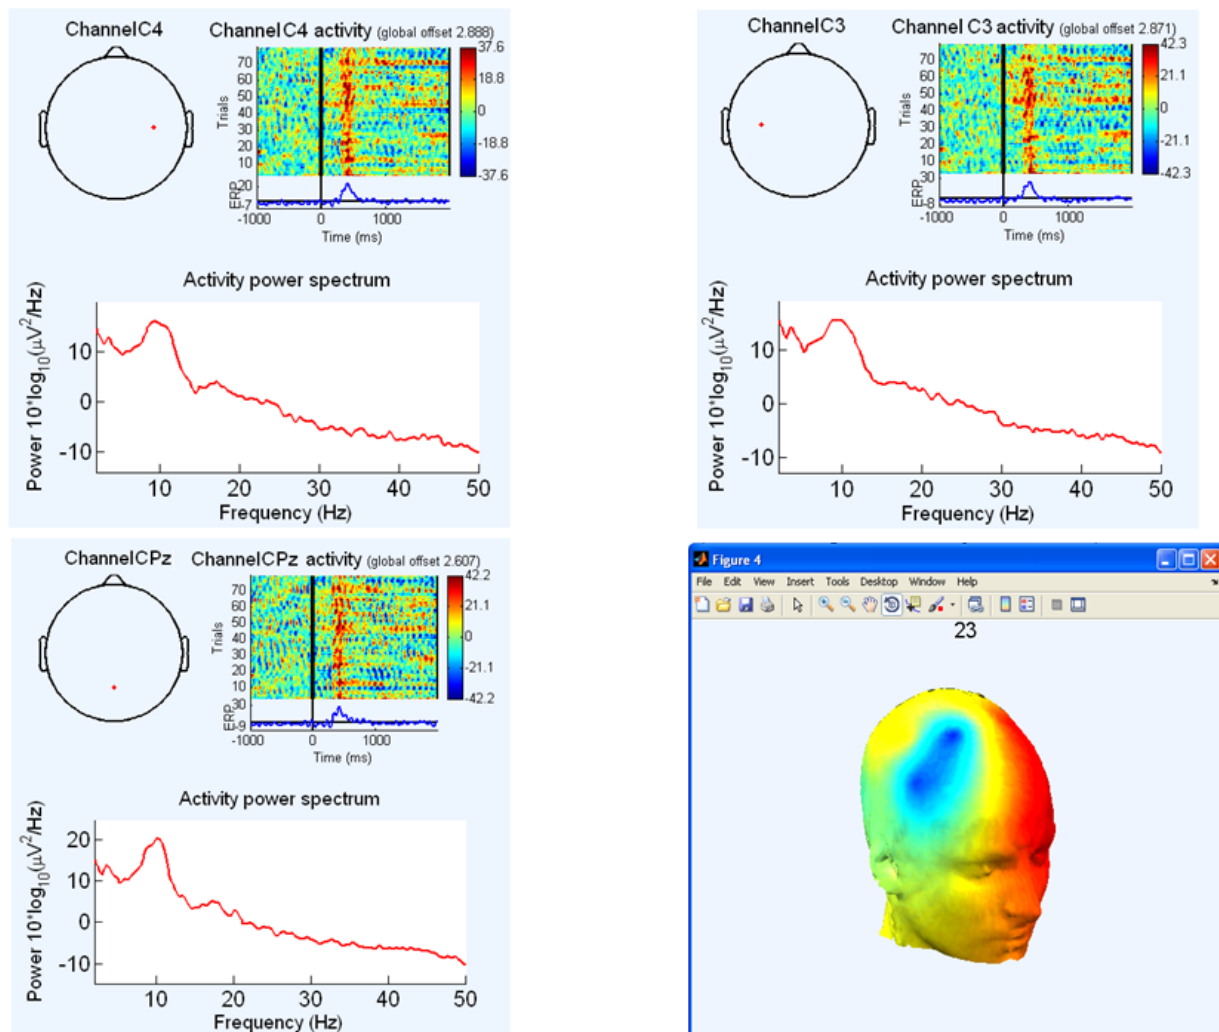 ChannelC4
Channel C4 activity (global offset 2.888)
37.6
18.8
0
-18.8
-37.6
Trials
70
60
50
40
30
20
10
ERP
20
-7
-1000 0 1000
Time (ms)
Activity power spectrum
Power 10*log10(μV2/Hz)
10
0
-10
10 20 30 40 50
Frequency (Hz)
ChannelC3
Channel C3 activity (global offset 2.871)
42.3
21.1
0
-21.1
-42.3
Trials
70
60
50
40
30
20
10
ERP
30
-8
-1000 0 1000
Time (ms)
Activity power spectrum
Power 10*log10(μV2/Hz)
10
0
-10
10 20 30 40 50
Frequency (Hz)
ChannelCPz
ChannelCPz activity (global offset 2.607)
42.2
21.1
0
-21.1
-42.2
Trials
70
60
50
40
30
20
10
ERP
30
-9
-1000 0 1000
Time (ms)
Activity power spectrum
Power 10*log10(μV2/Hz)
20
10
0
-10
10 20 30 40 50
Frequency (Hz)
Figure 4
File Edit View Insert Tools Desktop Window Help
23